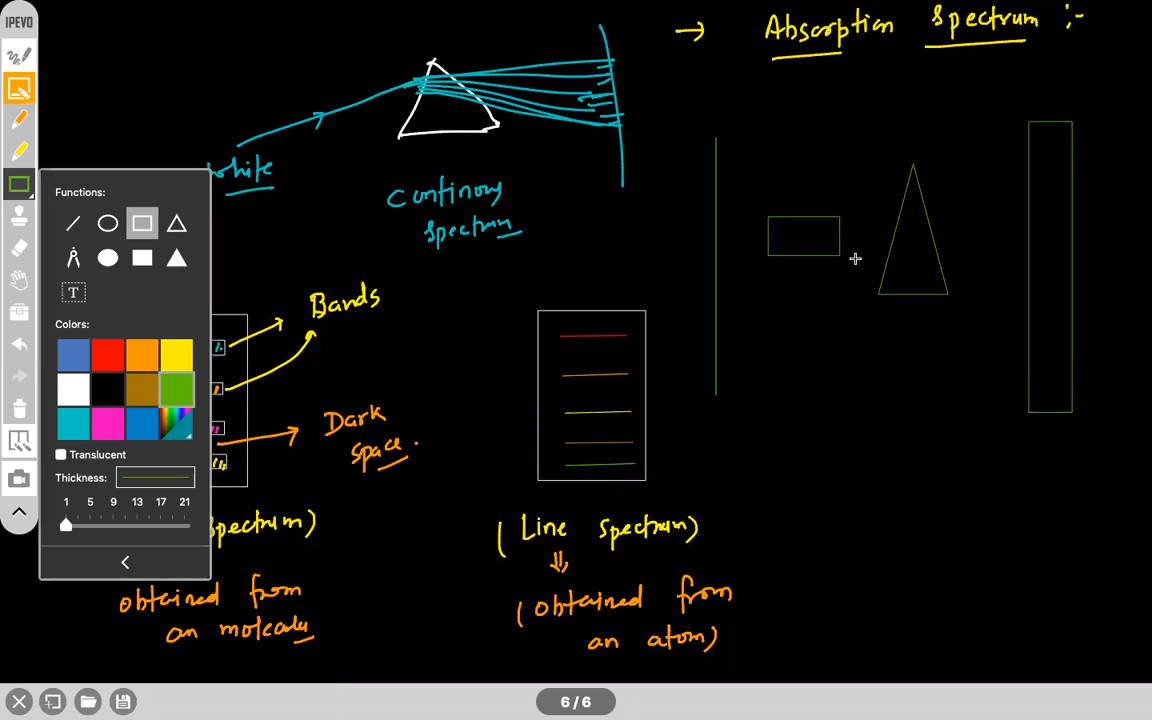 IPEVO
→ Absorption Spectrum :-
white
Continous
spectrum
Functions:
T
Colors:
Translucent
Thickness:
1 5 9 13 17 21
Bands
Dark
space.
spectrum)
obtained from
an molecule
(Line spectrum)
(obtained from
an atom)
6 / 6